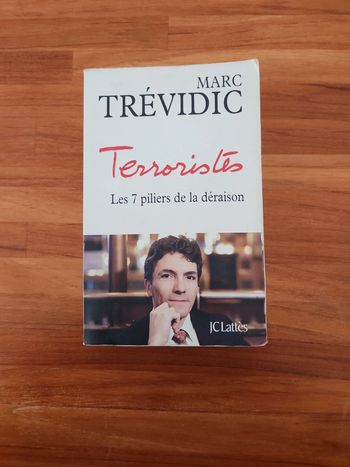 MARC
TRÉVIDIC
Terroristes
Les 7 piliers de la déraison
JC Lattès